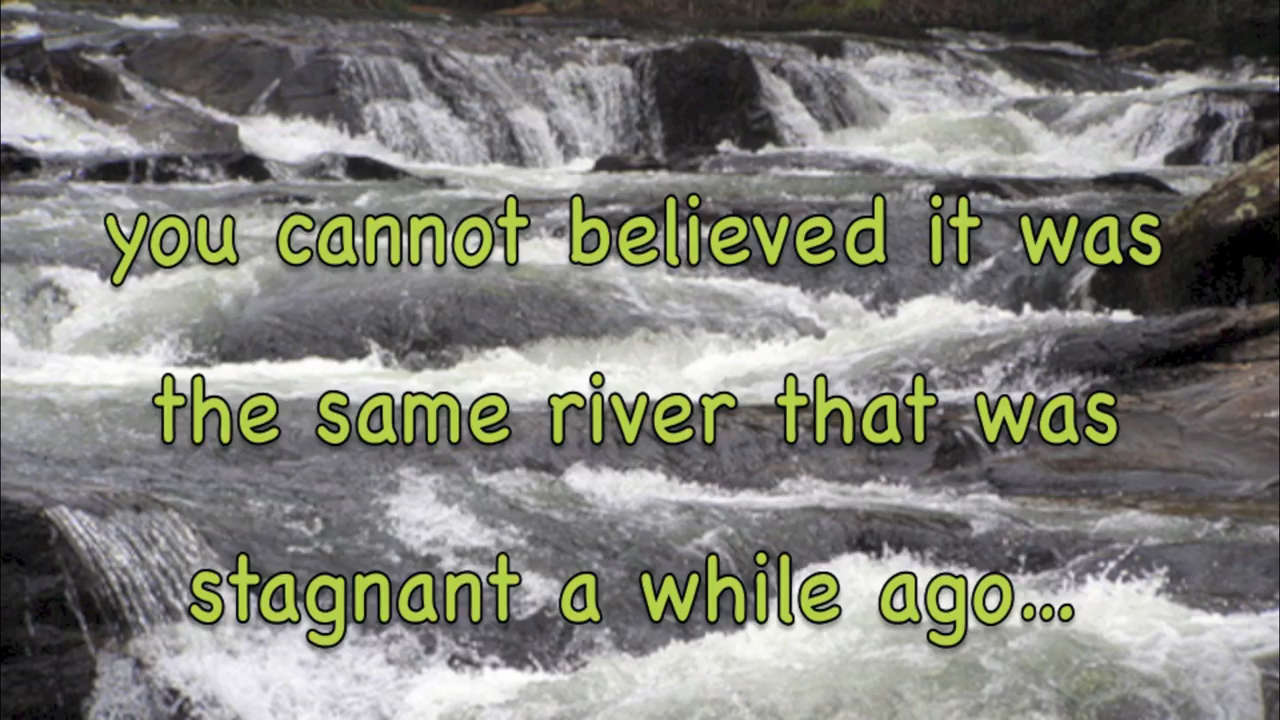 you cannot believed it was
the same river that was
stagnant a while ago...